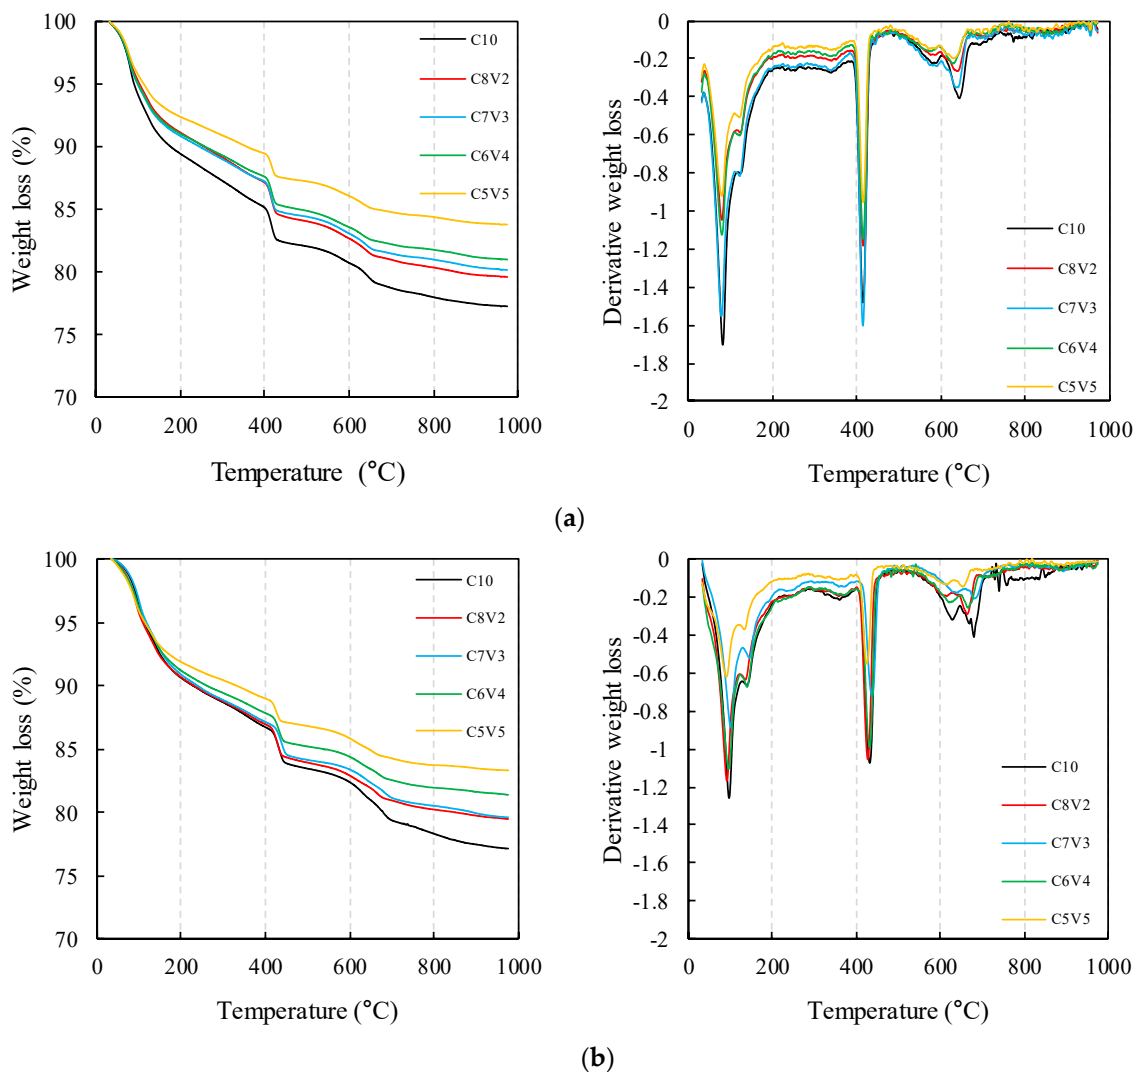 100
95
90
85
80
75
70
Weight loss (%)
0
200
400
600
800
1000
Temperature (°C)
C10
C8V2
C7V3
C6V4
C5V5
0
-0.2
-0.4
-0.6
-0.8
-1
-1.2
-1.4
-1.6
-1.8
-2
Derivative weight loss
0
200
400
600
800
1000
Temperature (°C)
C10
C8V2
C7V3
C6V4
C5V5
(a)
100
95
90
85
80
75
70
Weight loss (%)
0
200
400
600
800
1000
Temperature (°C)
C10
C8V2
C7V3
C6V4
C5V5
0
-0.2
-0.4
-0.6
-0.8
-1
-1.2
-1.4
-1.6
-1.8
-2
Derivative weight loss
0
200
400
600
800
1000
Temperature (°C)
C10
C8V2
C7V3
C6V4
C5V5
(b)